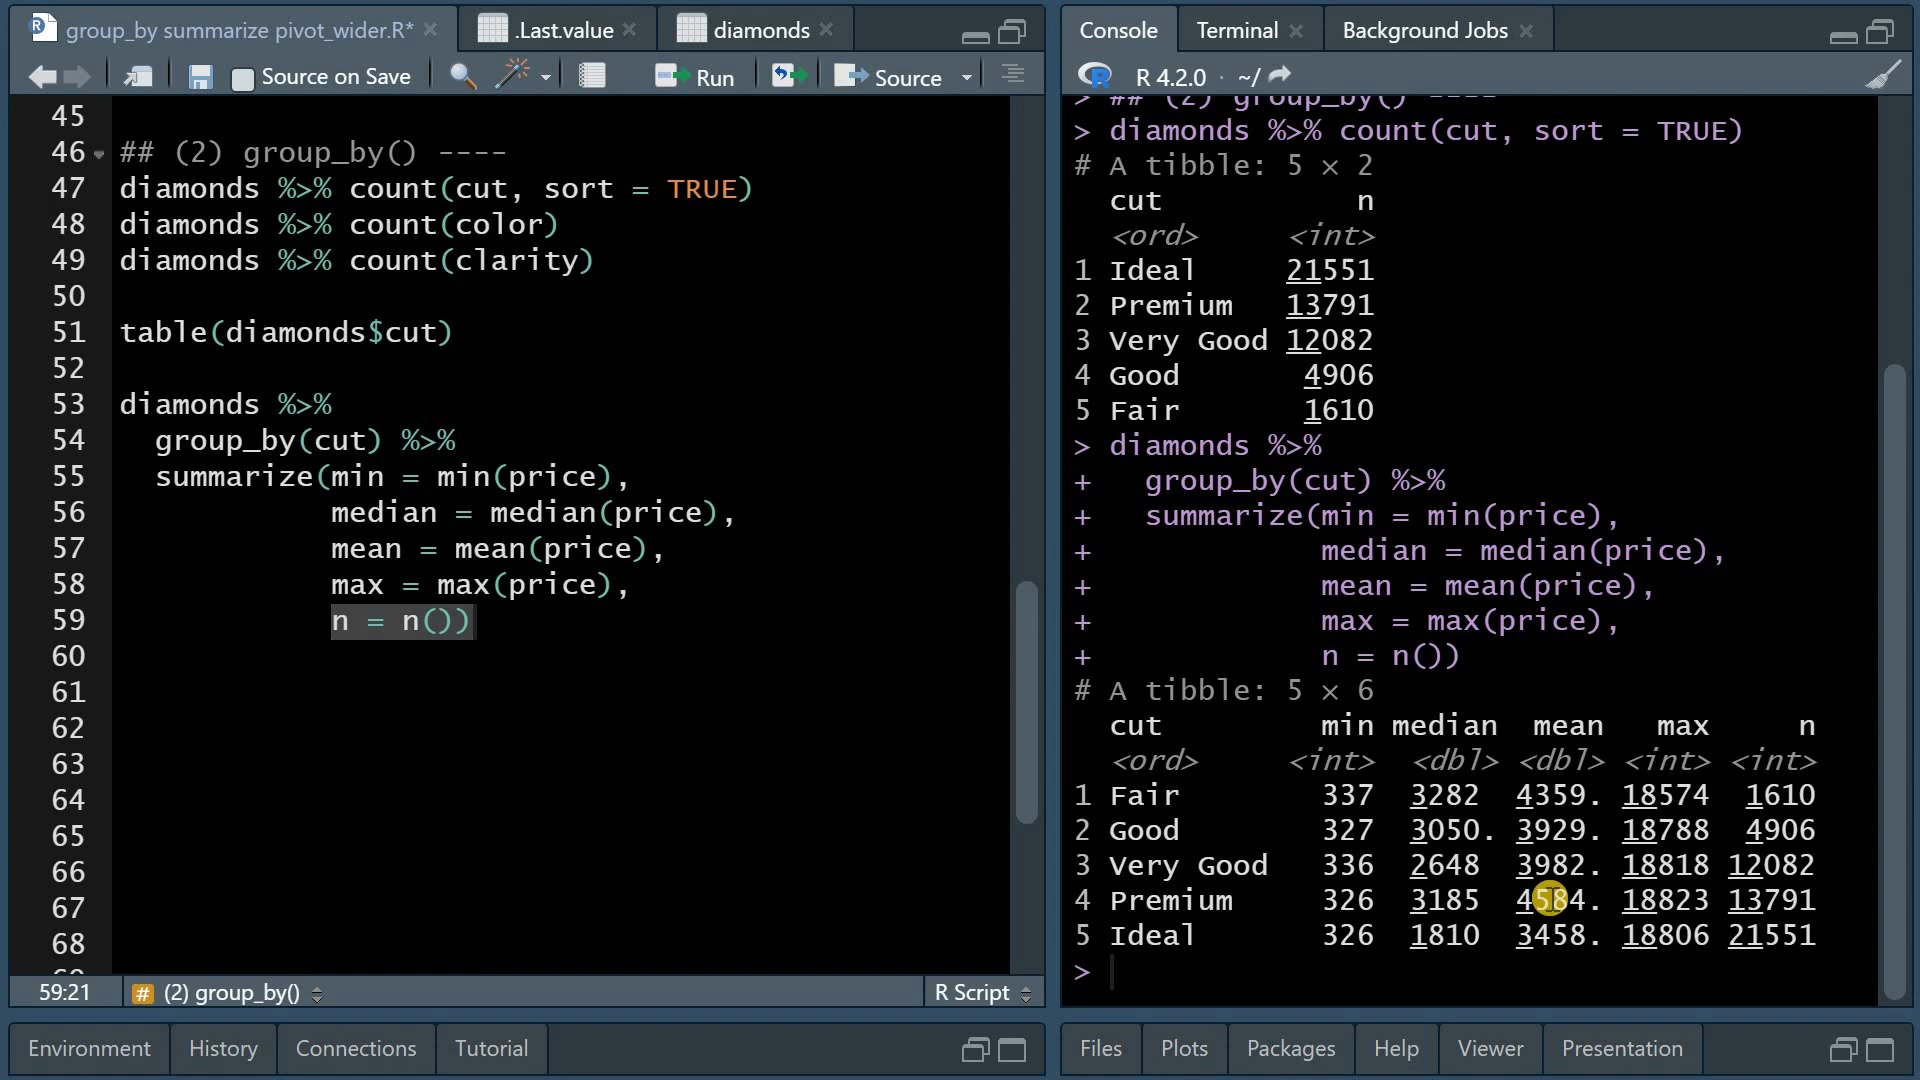 group_by summarize pivot_wider.R*
.Last.value
diamonds
Source on Save
Run
Source
45
46 ## (2) group_by() ----
47 diamonds %>% count(cut, sort = TRUE)
48 diamonds %>% count(color)
49 diamonds %>% count(clarity)
50
51 table(diamonds$cut)
52
53 diamonds %>%
54 group_by(cut) %>%
55 summarize(min = min(price),
56 median = median(price),
57 mean = mean(price),
58 max = max(price),
59 n = n())
60
61
62
63
64
65
66
67
68
59:21
# (2) group_by()
R Script
Environment
History
Connections
Tutorial
Console
Terminal
Background Jobs
R 4.2.0 · ~/
> ## (2) group_by() ----
> diamonds %>% count(cut, sort = TRUE)
# A tibble: 5 × 2
cut n
<ord> <int>
1 Ideal 21551
2 Premium 13791
3 Very Good 12082
4 Good 4906
5 Fair 1610
> diamonds %>%
+ group_by(cut) %>%
+ summarize(min = min(price),
+ median = median(price),
+ mean = mean(price),
+ max = max(price),
+ n = n())
# A tibble: 5 × 6
cut min median mean max n
<ord> <int> <dbl> <dbl> <int> <int>
1 Fair 337 3282 4359. 18574 1610
2 Good 327 3050. 3929. 18788 4906
3 Very Good 336 2648 3982. 18818 12082
4 Premium 326 3185 4584. 18823 13791
5 Ideal 326 1810 3458. 18806 21551
>
Files
Plots
Packages
Help
Viewer
Presentation